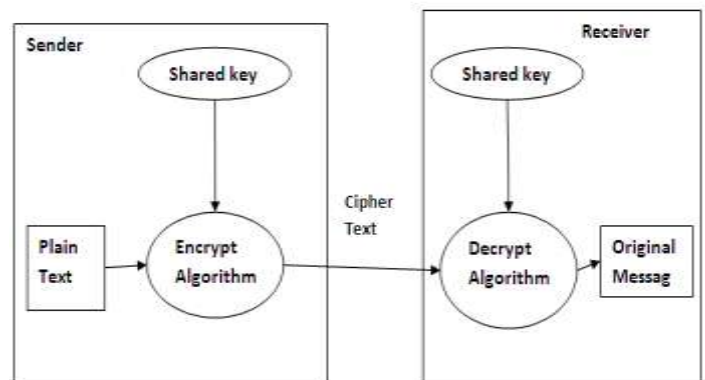 Sender
Receiver
Shared key
Shared key
Cipher
Text
Plain
Text
Encrypt
Algorithm
Decrypt
Algorithm
Original
Messag